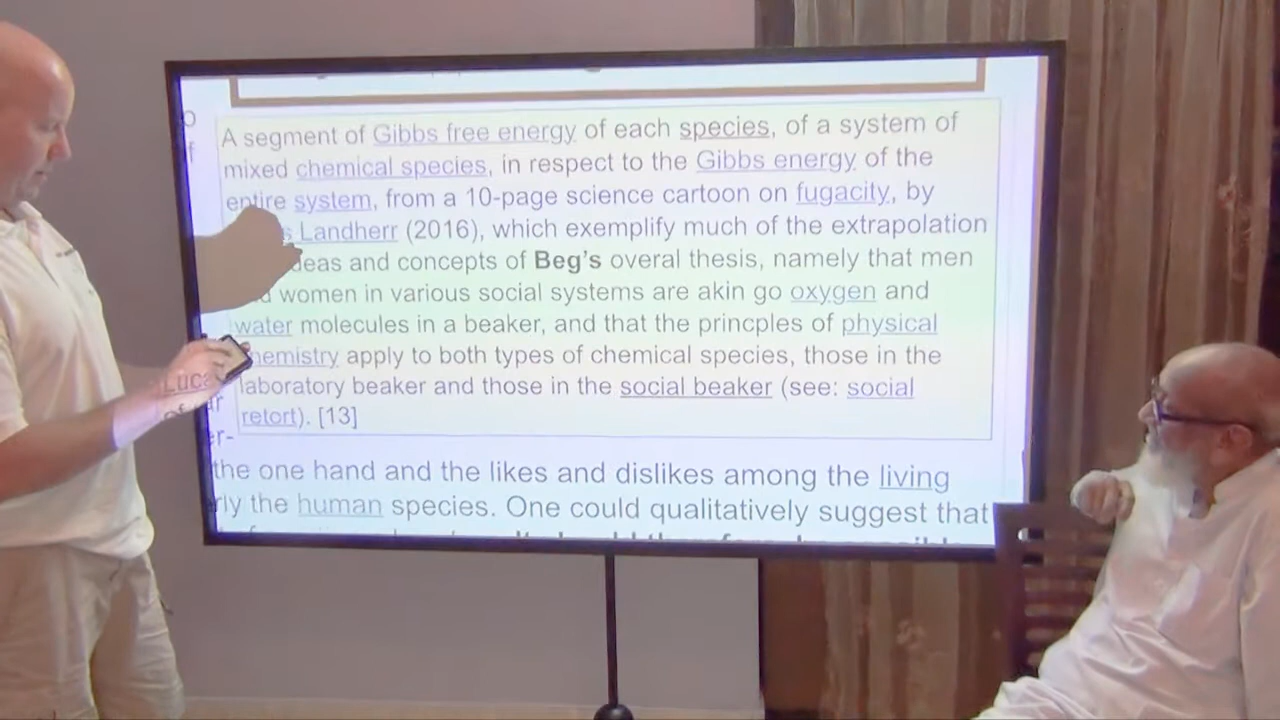 A segment of Gibbs free energy of each species, of a system of
mixed chemical species, in respect to the Gibbs energy of the
entire system, from a 10-page science cartoon on fugacity, by
Landherr (2016), which exemplify much of the extrapolation
ideas and concepts of Beg's overal thesis, namely that men
women in various social systems are akin go oxygen and
water molecules in a beaker, and that the princples of physical
chemistry apply to both types of chemical species, those in the
laboratory beaker and those in the social beaker (see: social
retort). [13]
the one hand and the likes and dislikes among the living
the human species. One could qualitatively suggest that